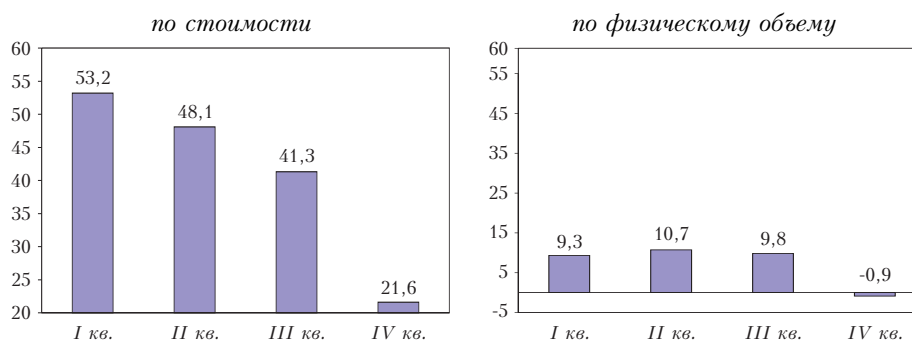 по стоимости
60
55
50
45
40
35
30
25
20
53,2
48,1
41,3
21,6
I кв.
II кв.
III кв.
IV кв.
по физическому объему
60
55
45
35
25
15
5
-5
9,3
10,7
9,8
-0,9
I кв.
II кв.
III кв.
IV кв.